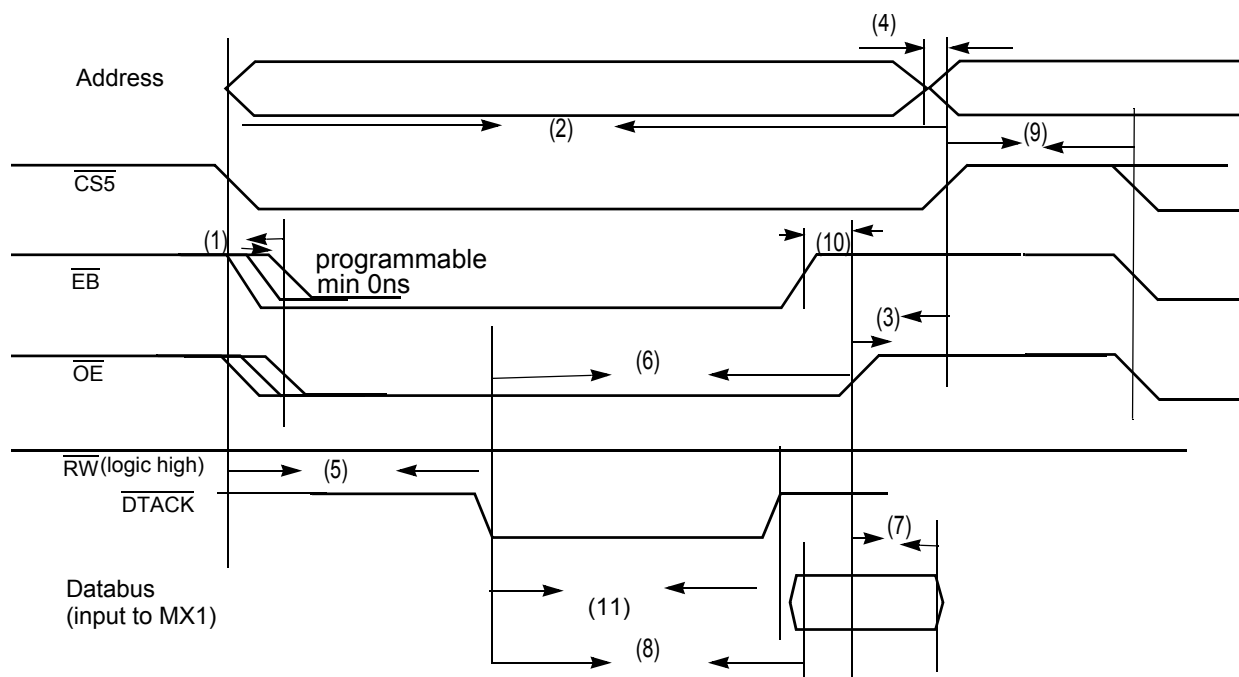 (4)
Address
(2)
(9)
CS5
(1)
(10)
programmable
min 0ns
EB
(3)
(6)
OE
RW(logic high)
(5)
DTACK
(7)
Databus
(input to MX1)
(11)
(8)